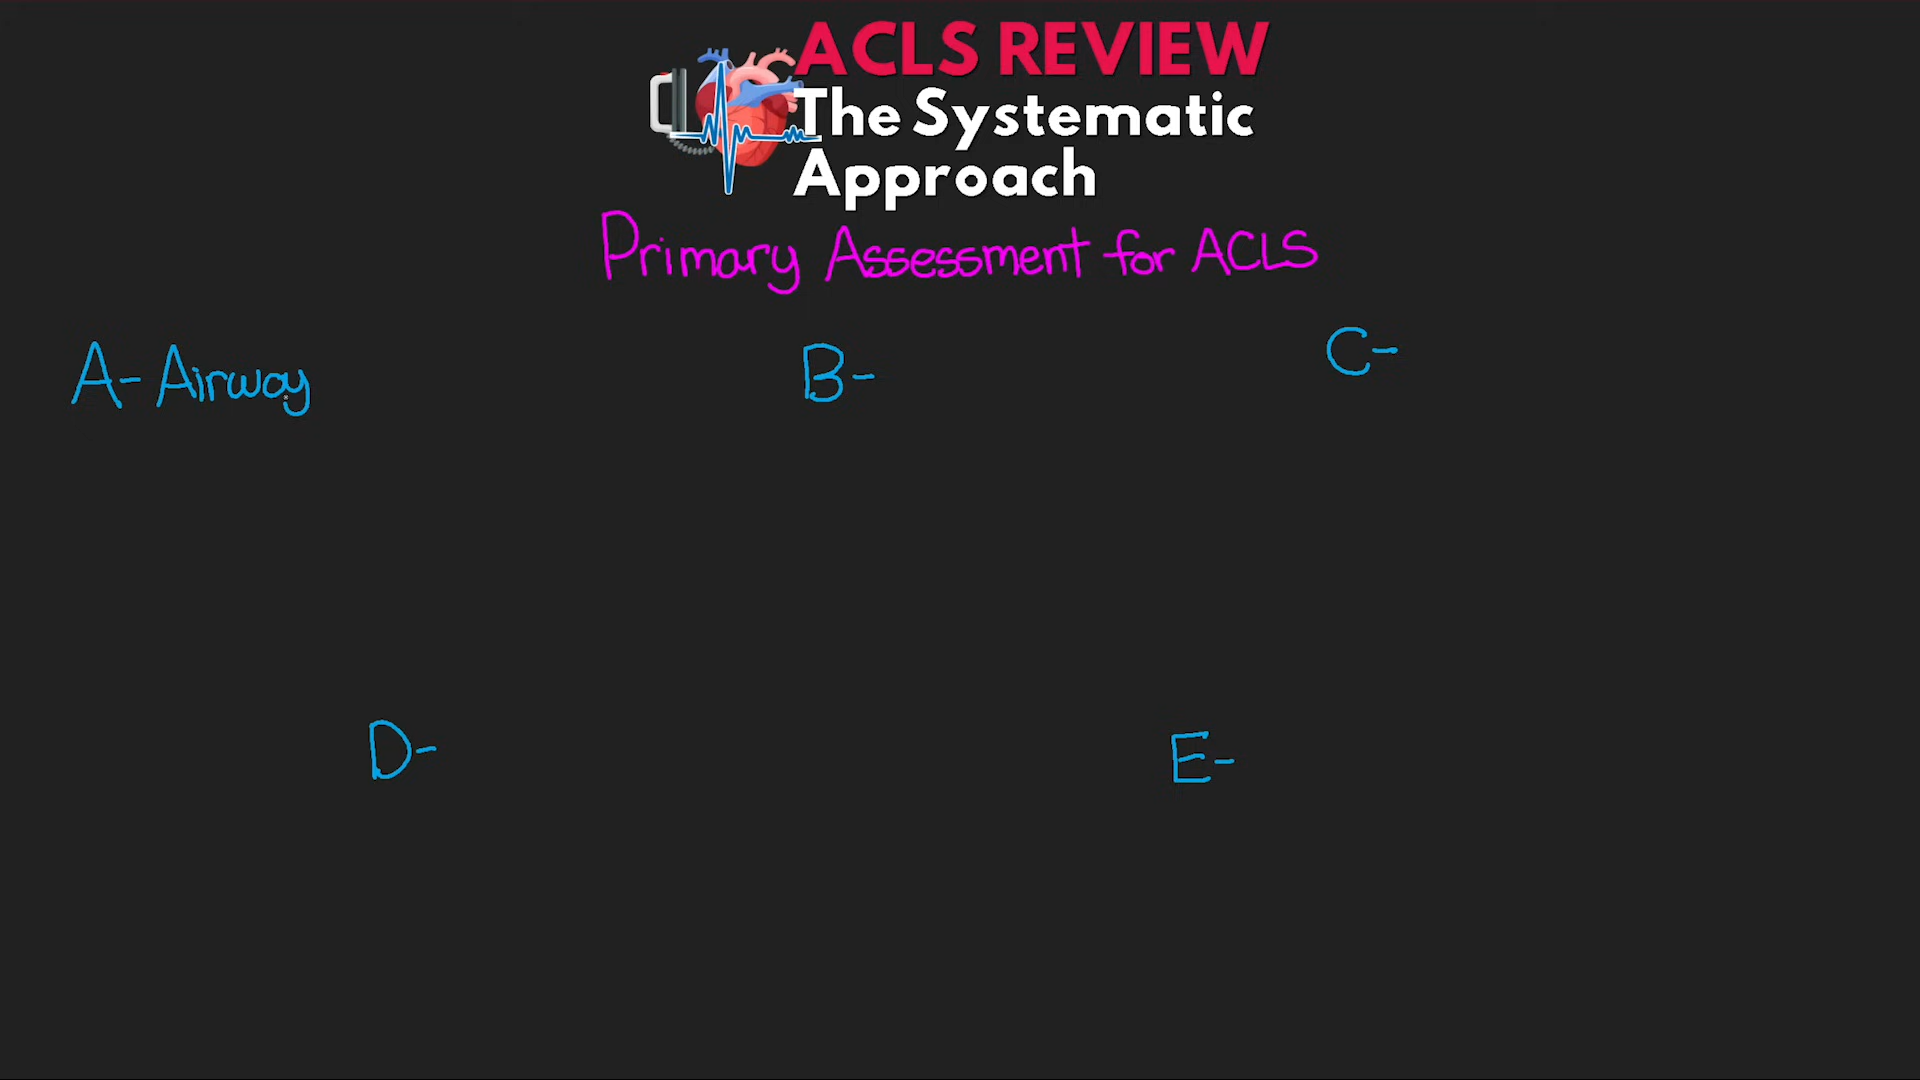 ACLS REVIEW
The Systematic
Approach
Primary Assessment for ACLS
A- Airway
B-
C-
D-
E-